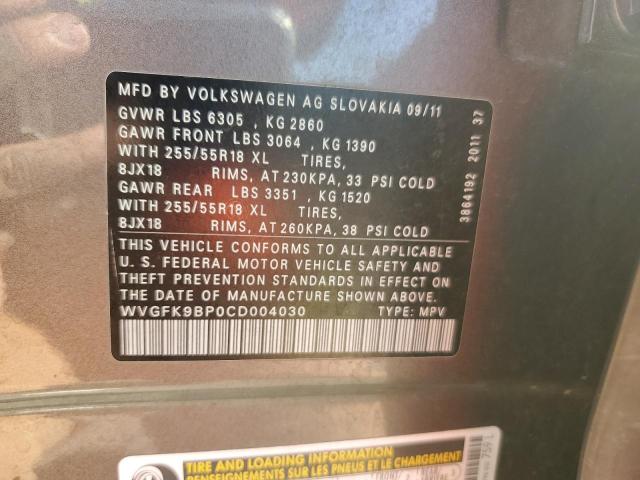 MFD BY VOLKSWAGEN AG SLOVAKIA 09/11
GVWR LBS 6305 , KG 2860
GAWR FRONT LBS 3064 , KG 1390
WITH 255/55R18 XL TIRES,
8JX18 RIMS, AT 230KPA, 33 PSI COLD
GAWR REAR LBS 3351 , KG 1520
WITH 255/55R18 XL TIRES,
8JX18 RIMS, AT 260KPA, 38 PSI COLD
THIS VEHICLE CONFORMS TO ALL APPLICABLE
U. S. FEDERAL MOTOR VEHICLE SAFETY AND
THEFT PREVENTION STANDARDS IN EFFECT ON
THE DATE OF MANUFACTURE SHOWN ABOVE.
WVGFK9BP0CD004030 TYPE: MPV
3864192 2011 37
TIRE AND LOADING INFORMATION
RENSEIGNEMENTS SUR LES PNEUS ET LE CHARGEMENT